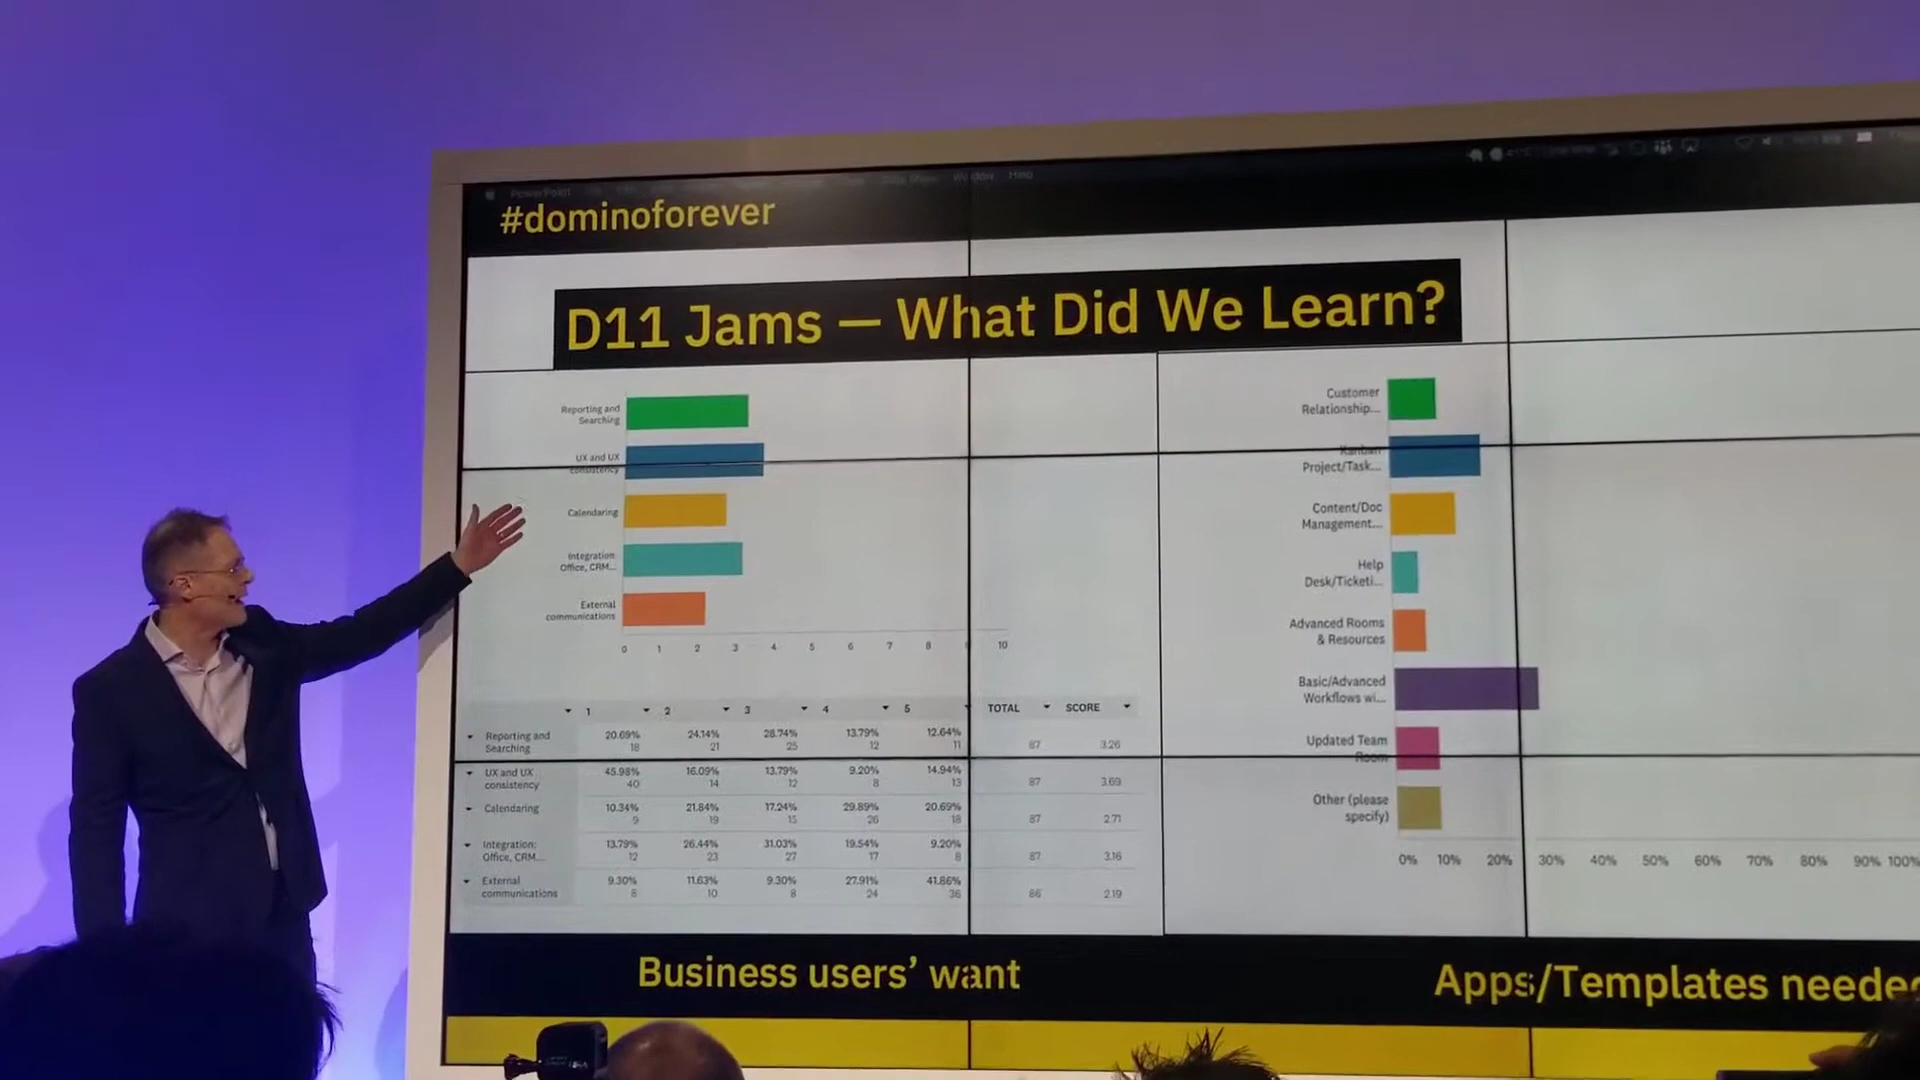 PowerPoint
Window Help
#dominoforever
D11 Jams — What Did We Learn?
Reporting and
Searching
UX and UX
consistency
Calendaring
Integration:
Office, CRM...
External
communications
0 1 2 3 4 5 6 7 8 9 10
1 2 3 4 5 TOTAL SCORE
Reporting and
Searching
20.69% 24.14% 28.74% 13.79% 12.64%
18 21 25 12 11 87 3.26
UX and UX
consistency
45.98% 16.09% 13.79% 9.20% 14.94%
40 14 12 8 13 87 3.69
Calendaring
10.34% 21.84% 17.24% 29.89% 20.69%
9 19 15 26 18 87 2.71
Integration:
Office, CRM...
13.79% 26.44% 31.03% 19.54% 9.20%
12 23 27 17 8 87 3.16
External
communications
9.30% 11.63% 9.30% 27.91% 41.86%
8 10 8 24 36 86 2.19
Business users' want
Customer
Relationship...
Kanban
Project/Task...
Content/Doc
Management...
Help
Desk/Ticketi...
Advanced Rooms
& Resources
Basic/Advanced
Workflows wi...
Updated Team
Room
Other (please
specify)
0% 10% 20% 30% 40% 50% 60% 70% 80% 90% 100%
Apps/Templates needed